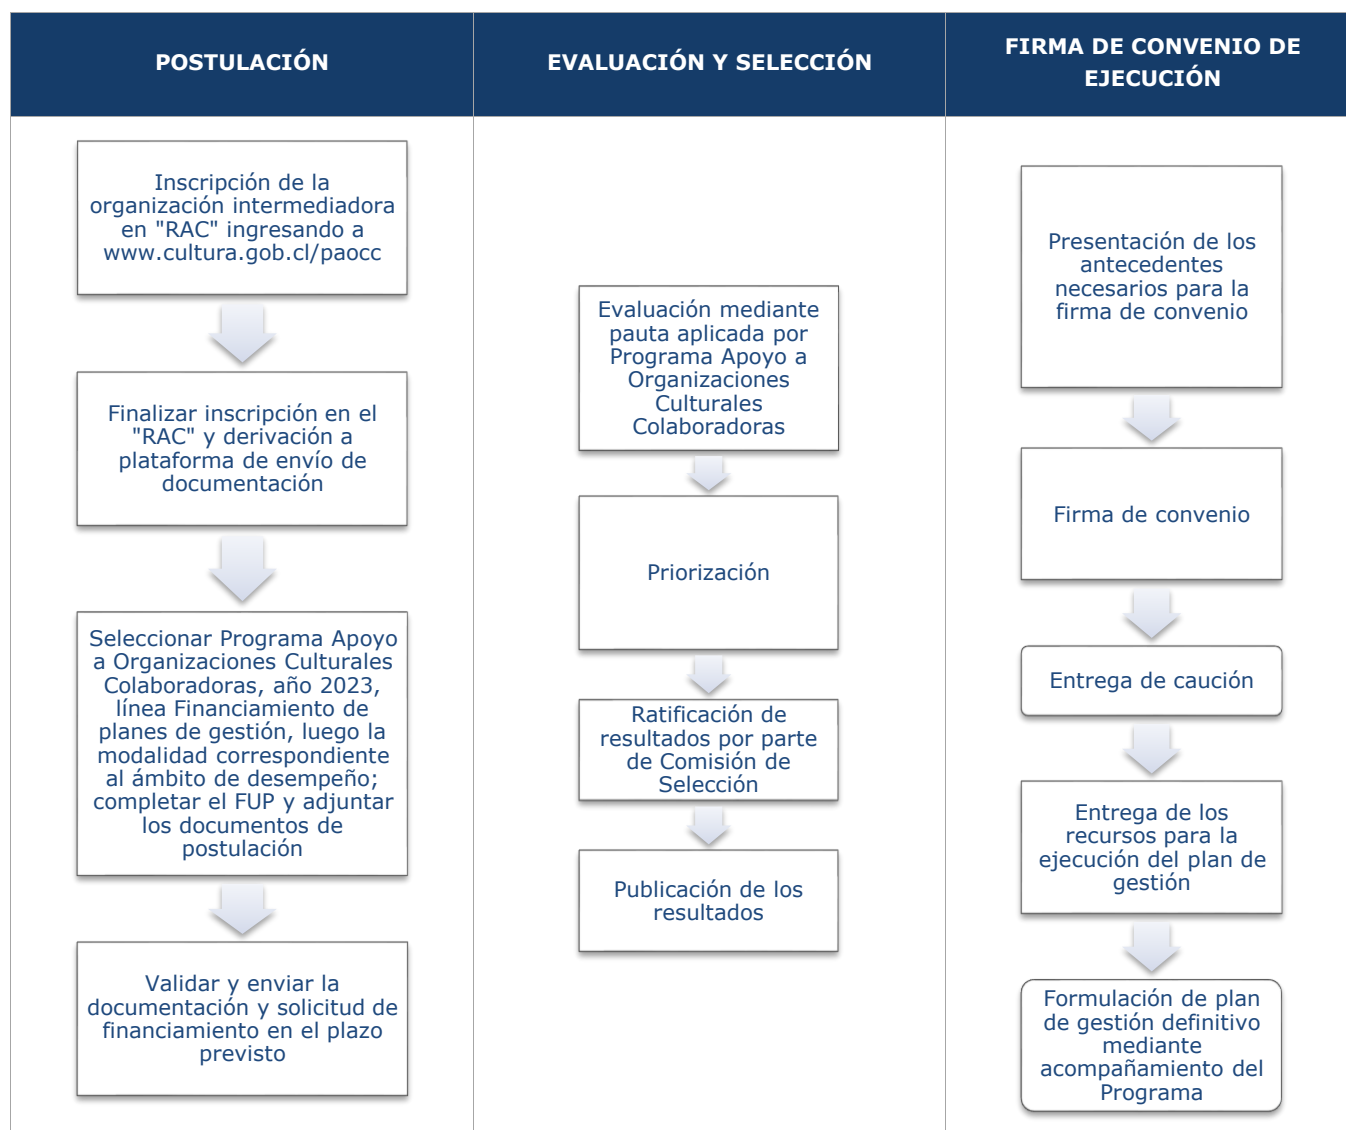 POSTULACIÓN
Inscripción de la
organización intermediadora
en "RAC" ingresando a
www.cultura.gob.cl/paocc
Finalizar inscripción en el
"RAC" y derivación a
plataforma de envío de
documentación
Seleccionar Programa Apoyo
a Organizaciones Culturales
Colaboradoras, año 2023,
línea Financiamiento de
planes de gestión, luego la
modalidad correspondiente
al ámbito de desempeño;
completar el FUP y adjuntar
los documentos de
postulación
Validar y enviar la
documentación y solicitud de
financiamiento en el plazo
previsto
EVALUACIÓN Y SELECCIÓN
Evaluación mediante
pauta aplicada por
Programa Apoyo a
Organizaciones
Culturales
Colaboradoras
Priorización
Ratificación de
resultados por parte
de Comisión de
Selección
Publicación de los
resultados
FIRMA DE CONVENIO DE
EJECUCIÓN
Presentación de los
antecedentes
necesarios para la
firma de convenio
Firma de convenio
Entrega de caución
Entrega de los
recursos para la
ejecución del plan de
gestión
Formulación de plan
de gestión definitivo
mediante
acompañamiento del
Programa